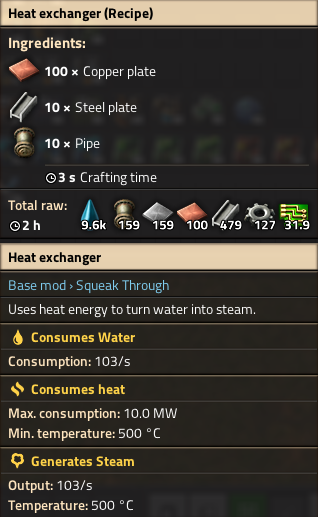 Heat exchanger (Recipe)
Ingredients:
100 × Copper plate
10 × Steel plate
10 × Pipe
3 s Crafting time
Total raw:
2 h 9.6k 159 159 100 479 127 31.9
Heat exchanger
Base mod › Squeak Through
Uses heat energy to turn water into steam.
Consumes Water
Consumption: 103/s
Consumes heat
Max. consumption: 10.0 MW
Min. temperature: 500 °C
Generates Steam
Output: 103/s
Temperature: 500 °C